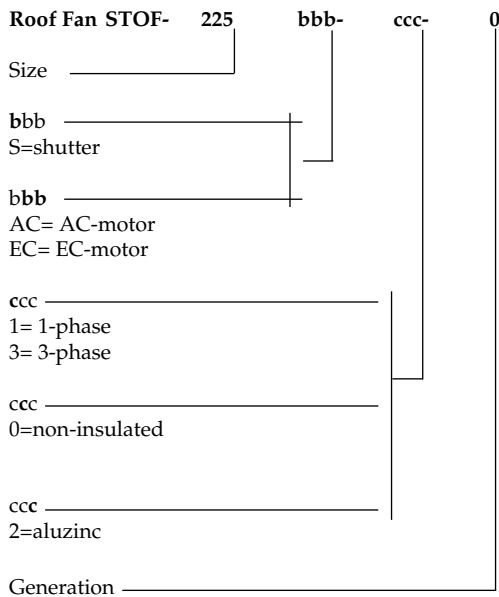 Roof Fan STOF- 225 bbb- ccc- 0
Size
bbb
S=shutter
bbb
AC= AC-motor
EC= EC-motor
ccc
1= 1-phase
3= 3-phase
ccc
0=non-insulated
ccc
2=aluzinc
Generation